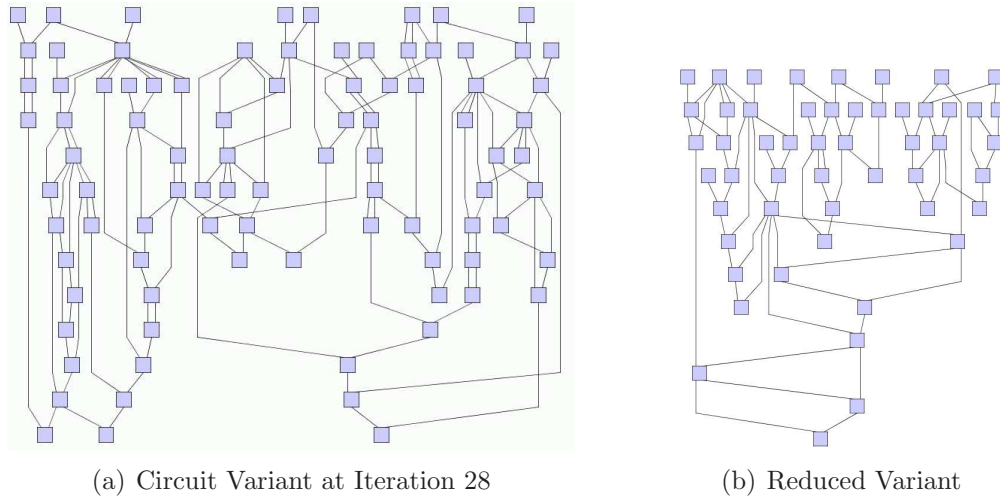 (a) Circuit Variant at Iteration 28
(b) Reduced Variant